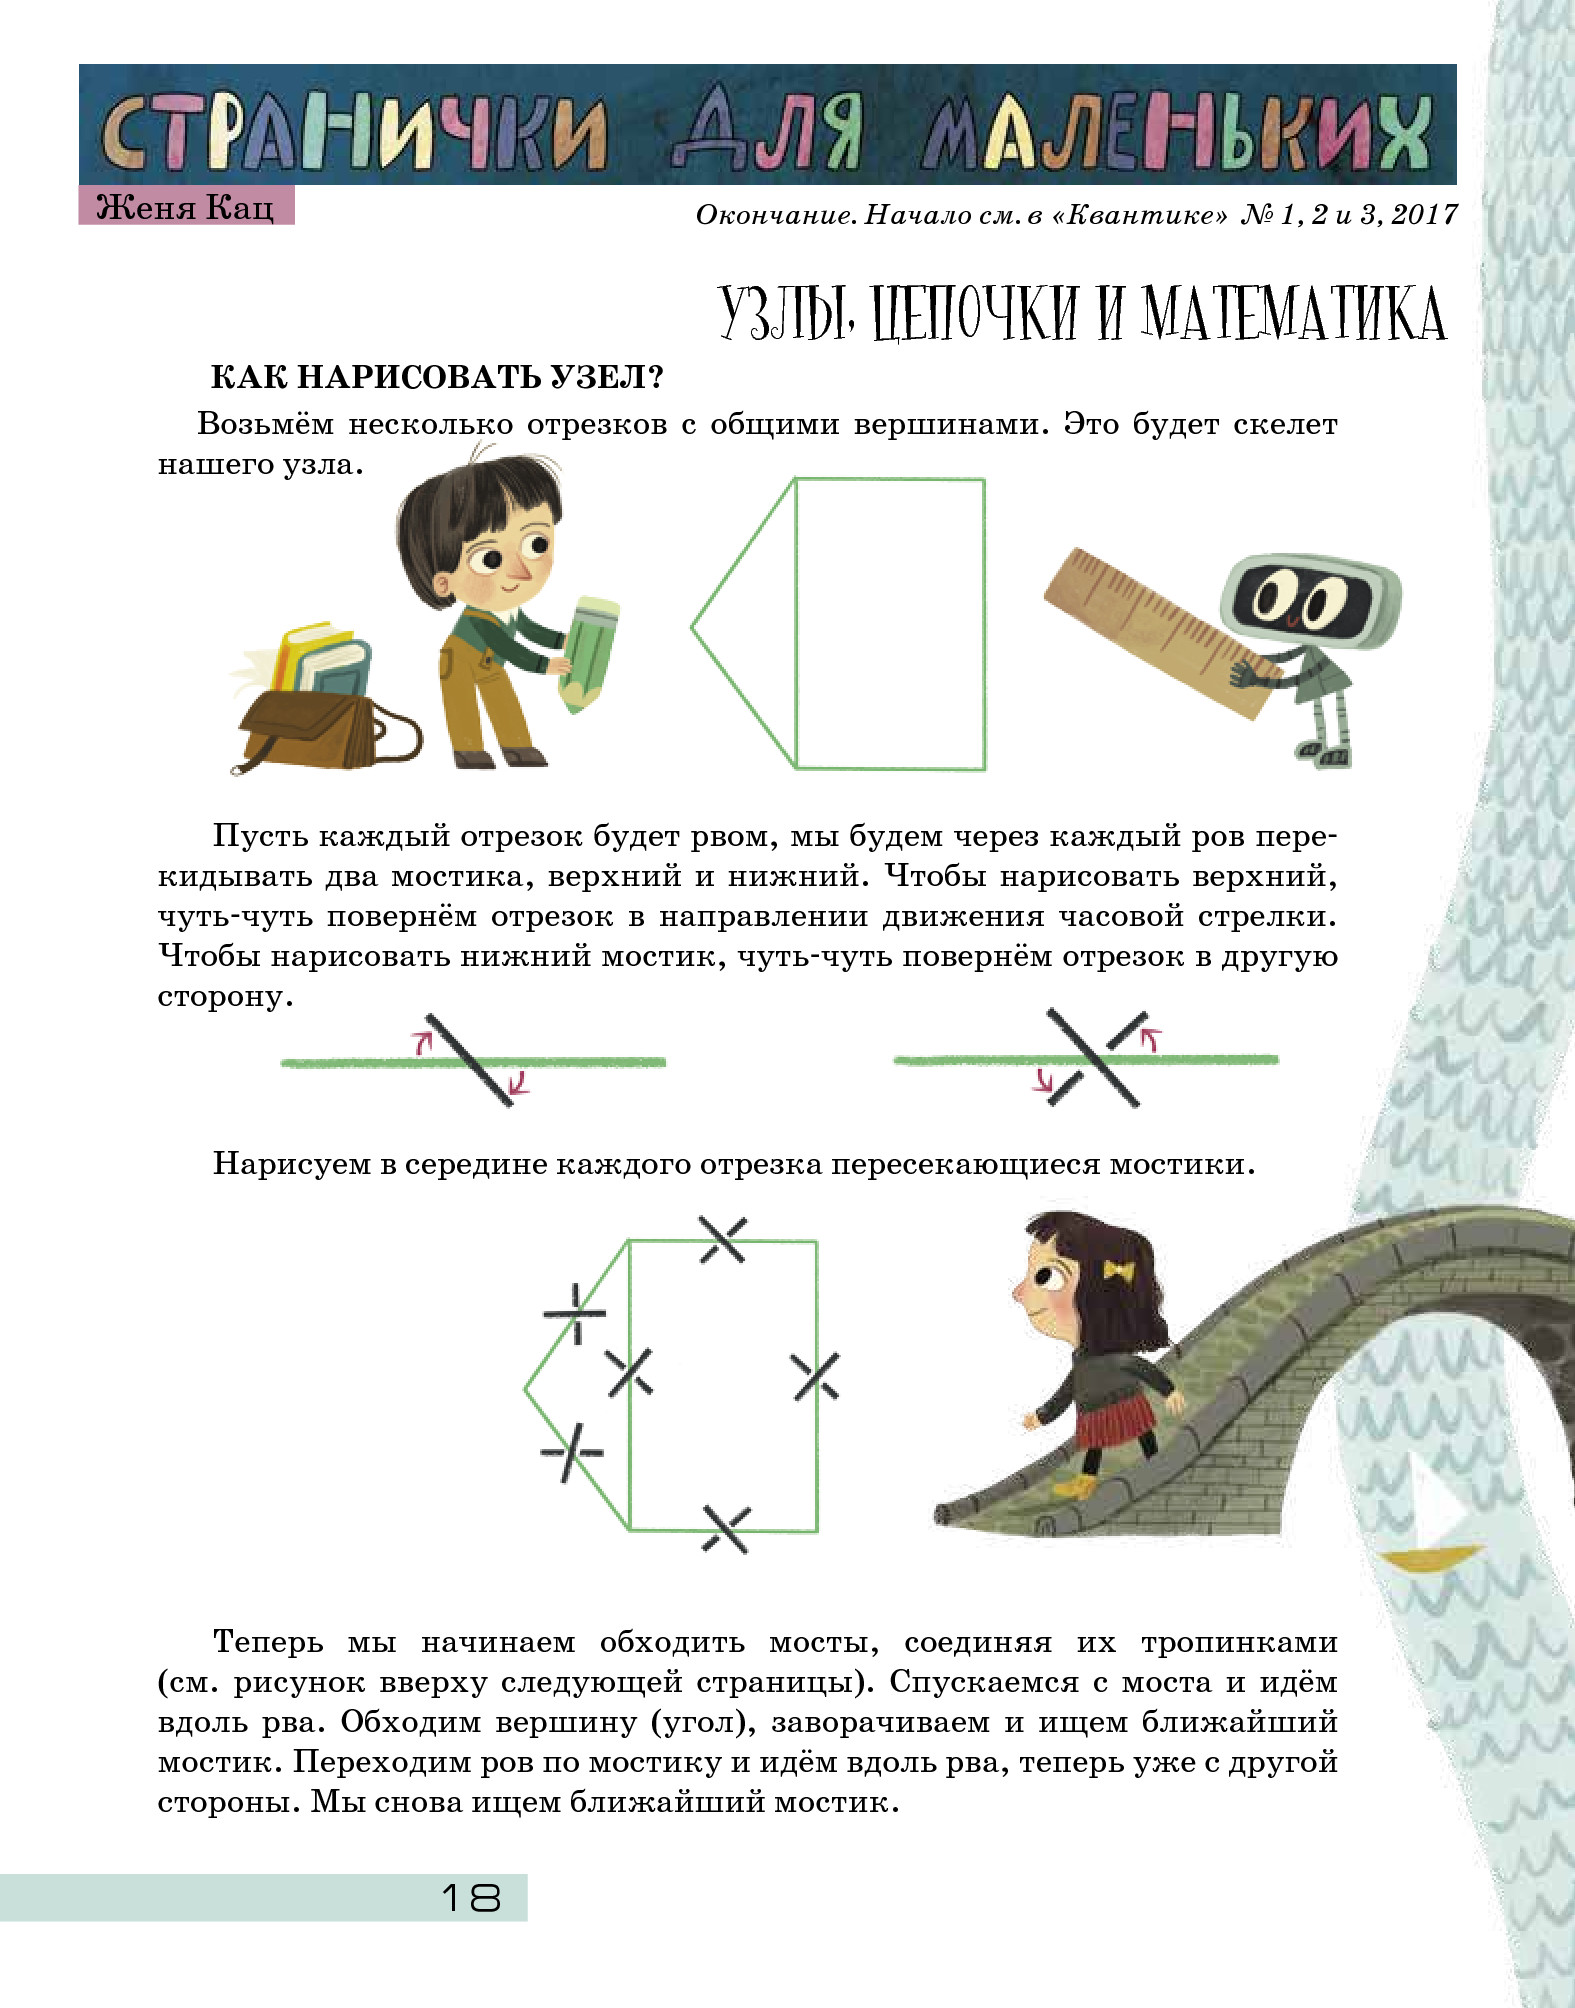 СТРАНИЧКИ ДЛЯ МАЛЕНЬКИХ
Женя Кац
Окончание. Начало см. в «Квантике» № 1, 2 и 3, 2017
УЗЛЫ, ЦЕПОЧКИ И МАТЕМАТИКА
КАК НАРИСОВАТЬ УЗЕЛ?
Возьмём несколько отрезков с общими вершинами. Это будет скелет
нашего узла.
Пусть каждый отрезок будет рвом, мы будем через каждый ров пере-
кидывать два мостика, верхний и нижний. Чтобы нарисовать верхний,
чуть-чуть повернём отрезок в направлении движения часовой стрелки.
Чтобы нарисовать нижний мостик, чуть-чуть повернём отрезок в другую
сторону.
Нарисуем в середине каждого отрезка пересекающиеся мостики.
Теперь мы начинаем обходить мосты, соединяя их тропинками
(см. рисунок вверху следующей страницы). Спускаемся с моста и идём
вдоль рва. Обходим вершину (угол), заворачиваем и ищем ближайший
мостик. Переходим ров по мостику и идём вдоль рва, теперь уже с другой
стороны. Мы снова ищем ближайший мостик.
18